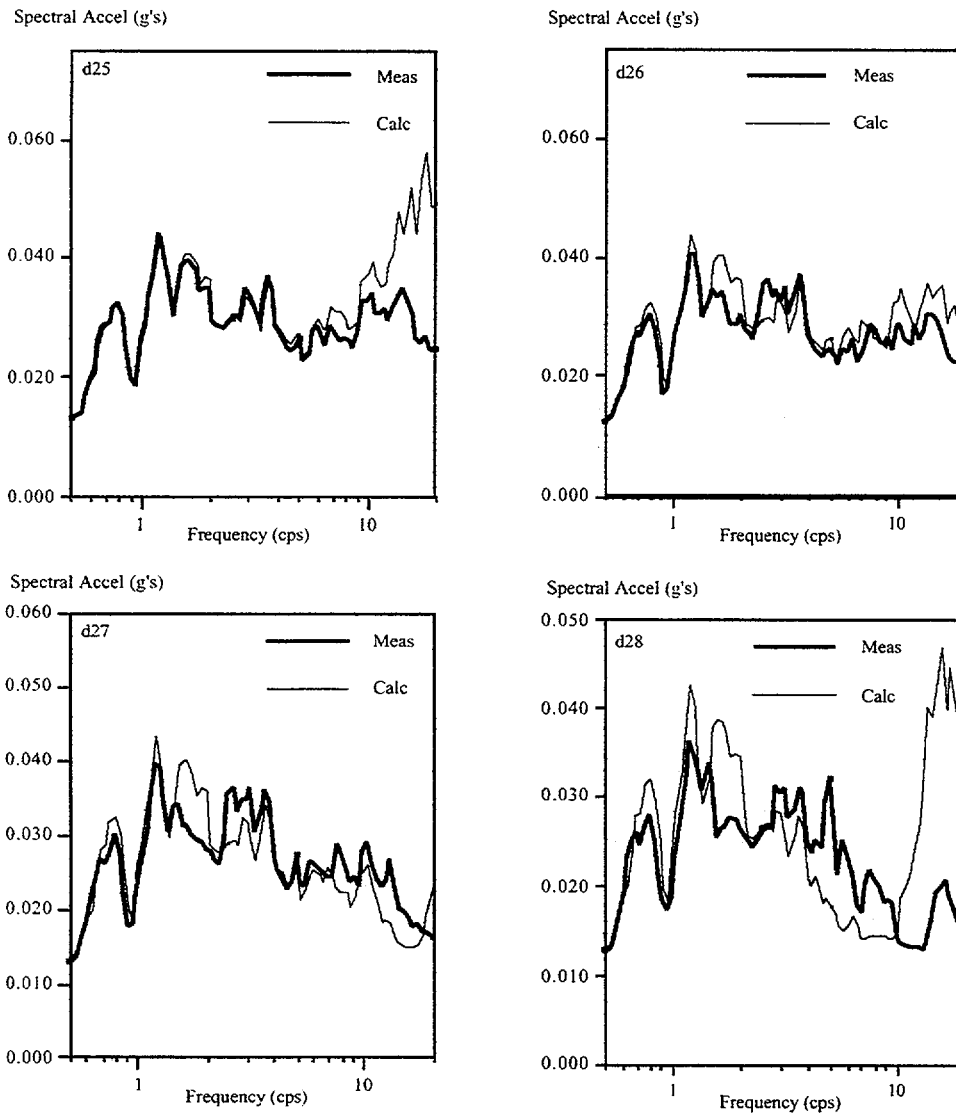 Spectral Accel (g's)
d25
Meas
Calc
0.060
0.040
0.020
0.000
1
10
Frequency (cps)
Spectral Accel (g's)
d26
Meas
Calc
0.060
0.040
0.020
0.000
1
10
Frequency (cps)
Spectral Accel (g's)
0.060
d27
Meas
Calc
0.050
0.040
0.030
0.020
0.010
0.000
1
10
Frequency (cps)
Spectral Accel (g's)
0.050
d28
Meas
Calc
0.040
0.030
0.020
0.010
0.000
1
10
Frequency (cps)